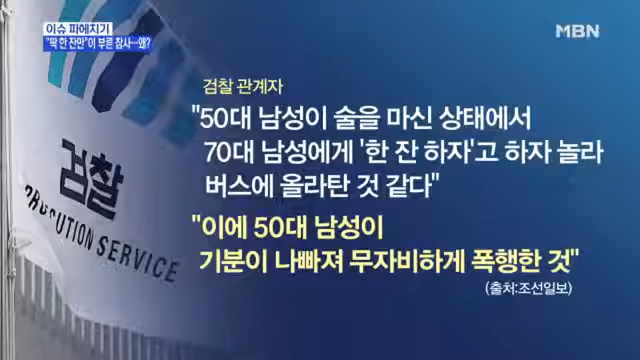 이슈 파헤치기
"딱 한 잔만"이 부른 참사…왜?
MBN
검찰 관계자
"50대 남성이 술을 마신 상태에서
70대 남성에게 '한 잔 하자'고 하자 놀라
버스에 올라탄 것 같다"
"이에 50대 남성이
기분이 나빠져 무자비하게 폭행한 것"
(출처:조선일보)
검찰
PROSECUTION SERVICE